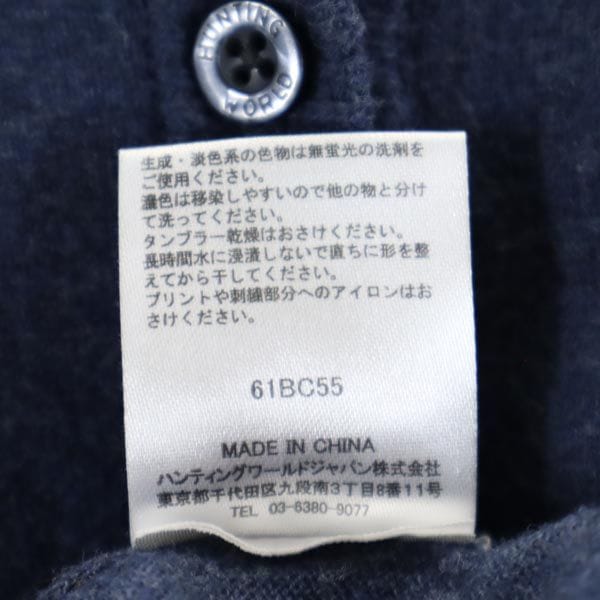 HUNTING
WORLD
生成・淡色系の色物は無蛍光の洗剤を
ご使用ください。
濃色は移染しやすいので他の物と分け
て洗ってください。
タンブラー乾燥はおさけください。
長時間水に浸漬しないで直ちに形を整
えてから干してください。
プリントや刺繍部分へのアイロンはお
さけください。
61BC55
MADE IN CHINA
ハンティングワールドジャパン株式会社
東京都千代田区九段南3丁目8番11号
TEL 03-6380-9077